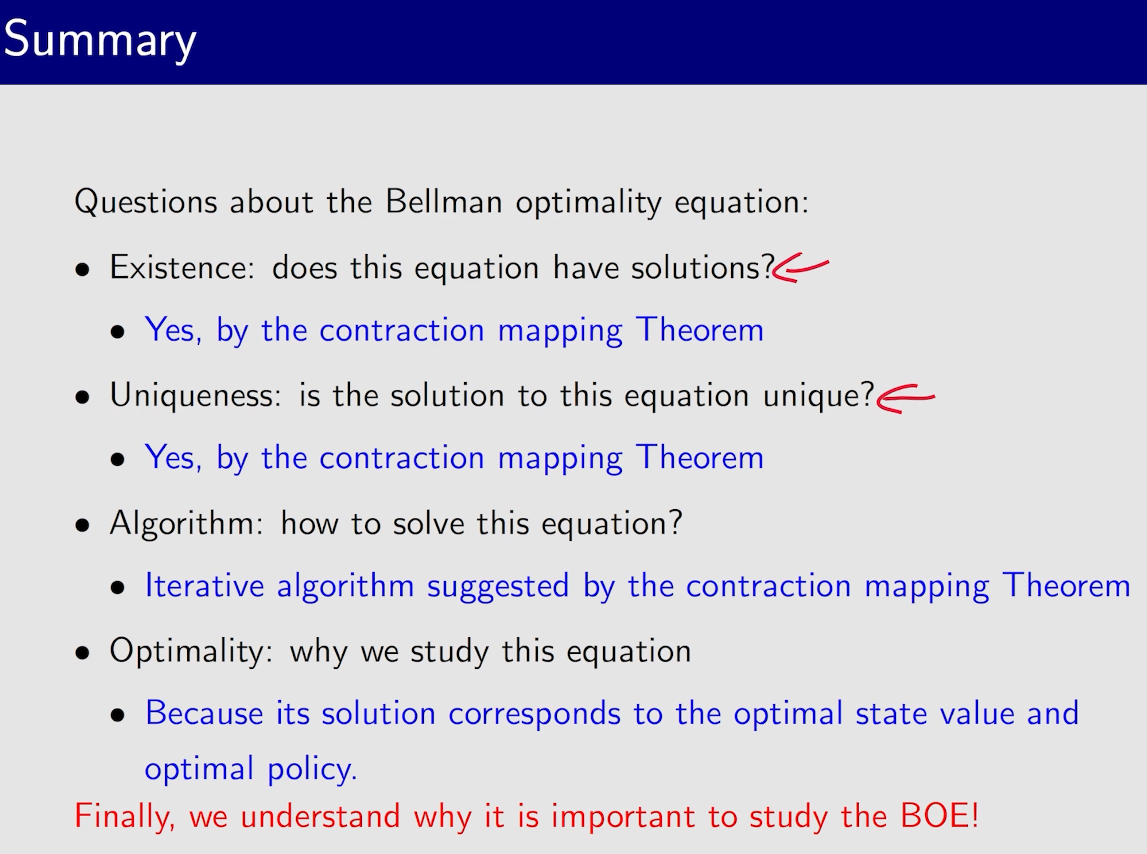 Summary
Questions about the Bellman optimality equation:
• Existence: does this equation have solutions?
• Yes, by the contraction mapping Theorem
• Uniqueness: is the solution to this equation unique?
• Yes, by the contraction mapping Theorem
• Algorithm: how to solve this equation?
• Iterative algorithm suggested by the contraction mapping Theorem
• Optimality: why we study this equation
• Because its solution corresponds to the optimal state value and
optimal policy.
Finally, we understand why it is important to study the BOE!